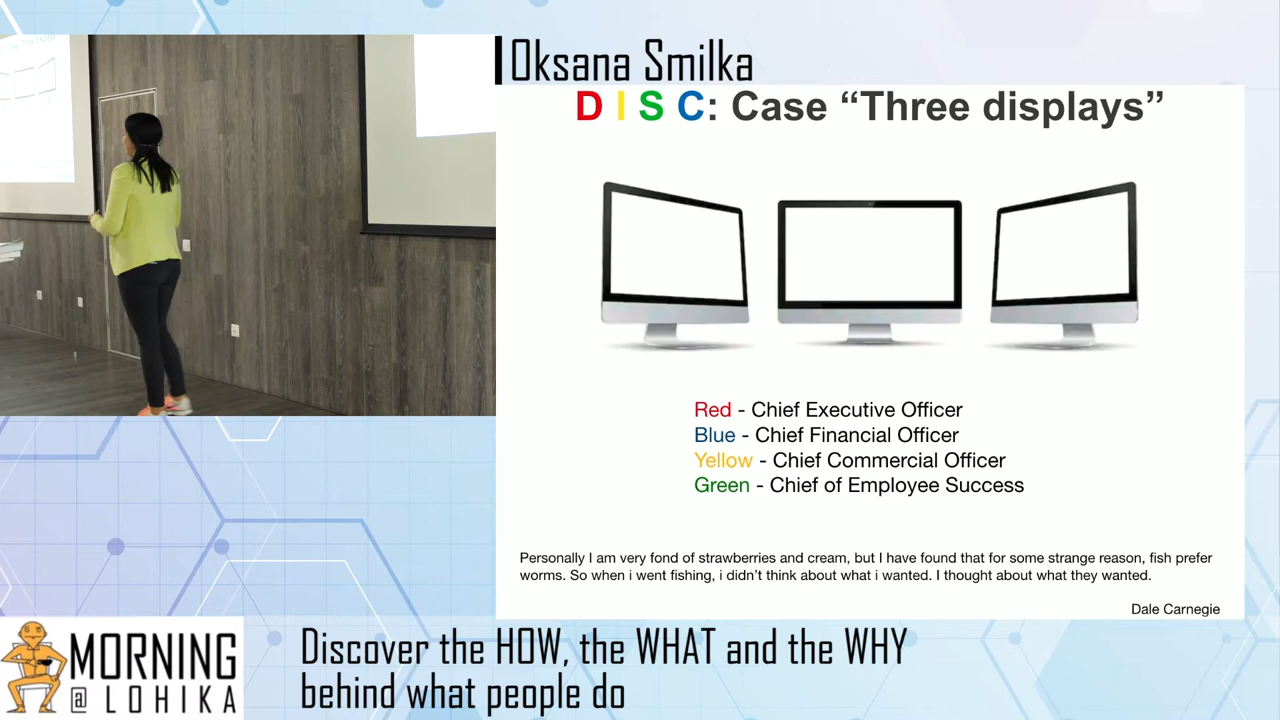 Oksana Smilka
D I S C: Case “Three displays”
Red - Chief Executive Officer
Blue - Chief Financial Officer
Yellow - Chief Commercial Officer
Green - Chief of Employee Success
Personally I am very fond of strawberries and cream, but I have found that for some strange reason, fish prefer
worms. So when i went fishing, i didn’t think about what i wanted. I thought about what they wanted.
Dale Carnegie
MORNING
@ LOHIKA
Discover the HOW, the WHAT and the WHY
behind what people do